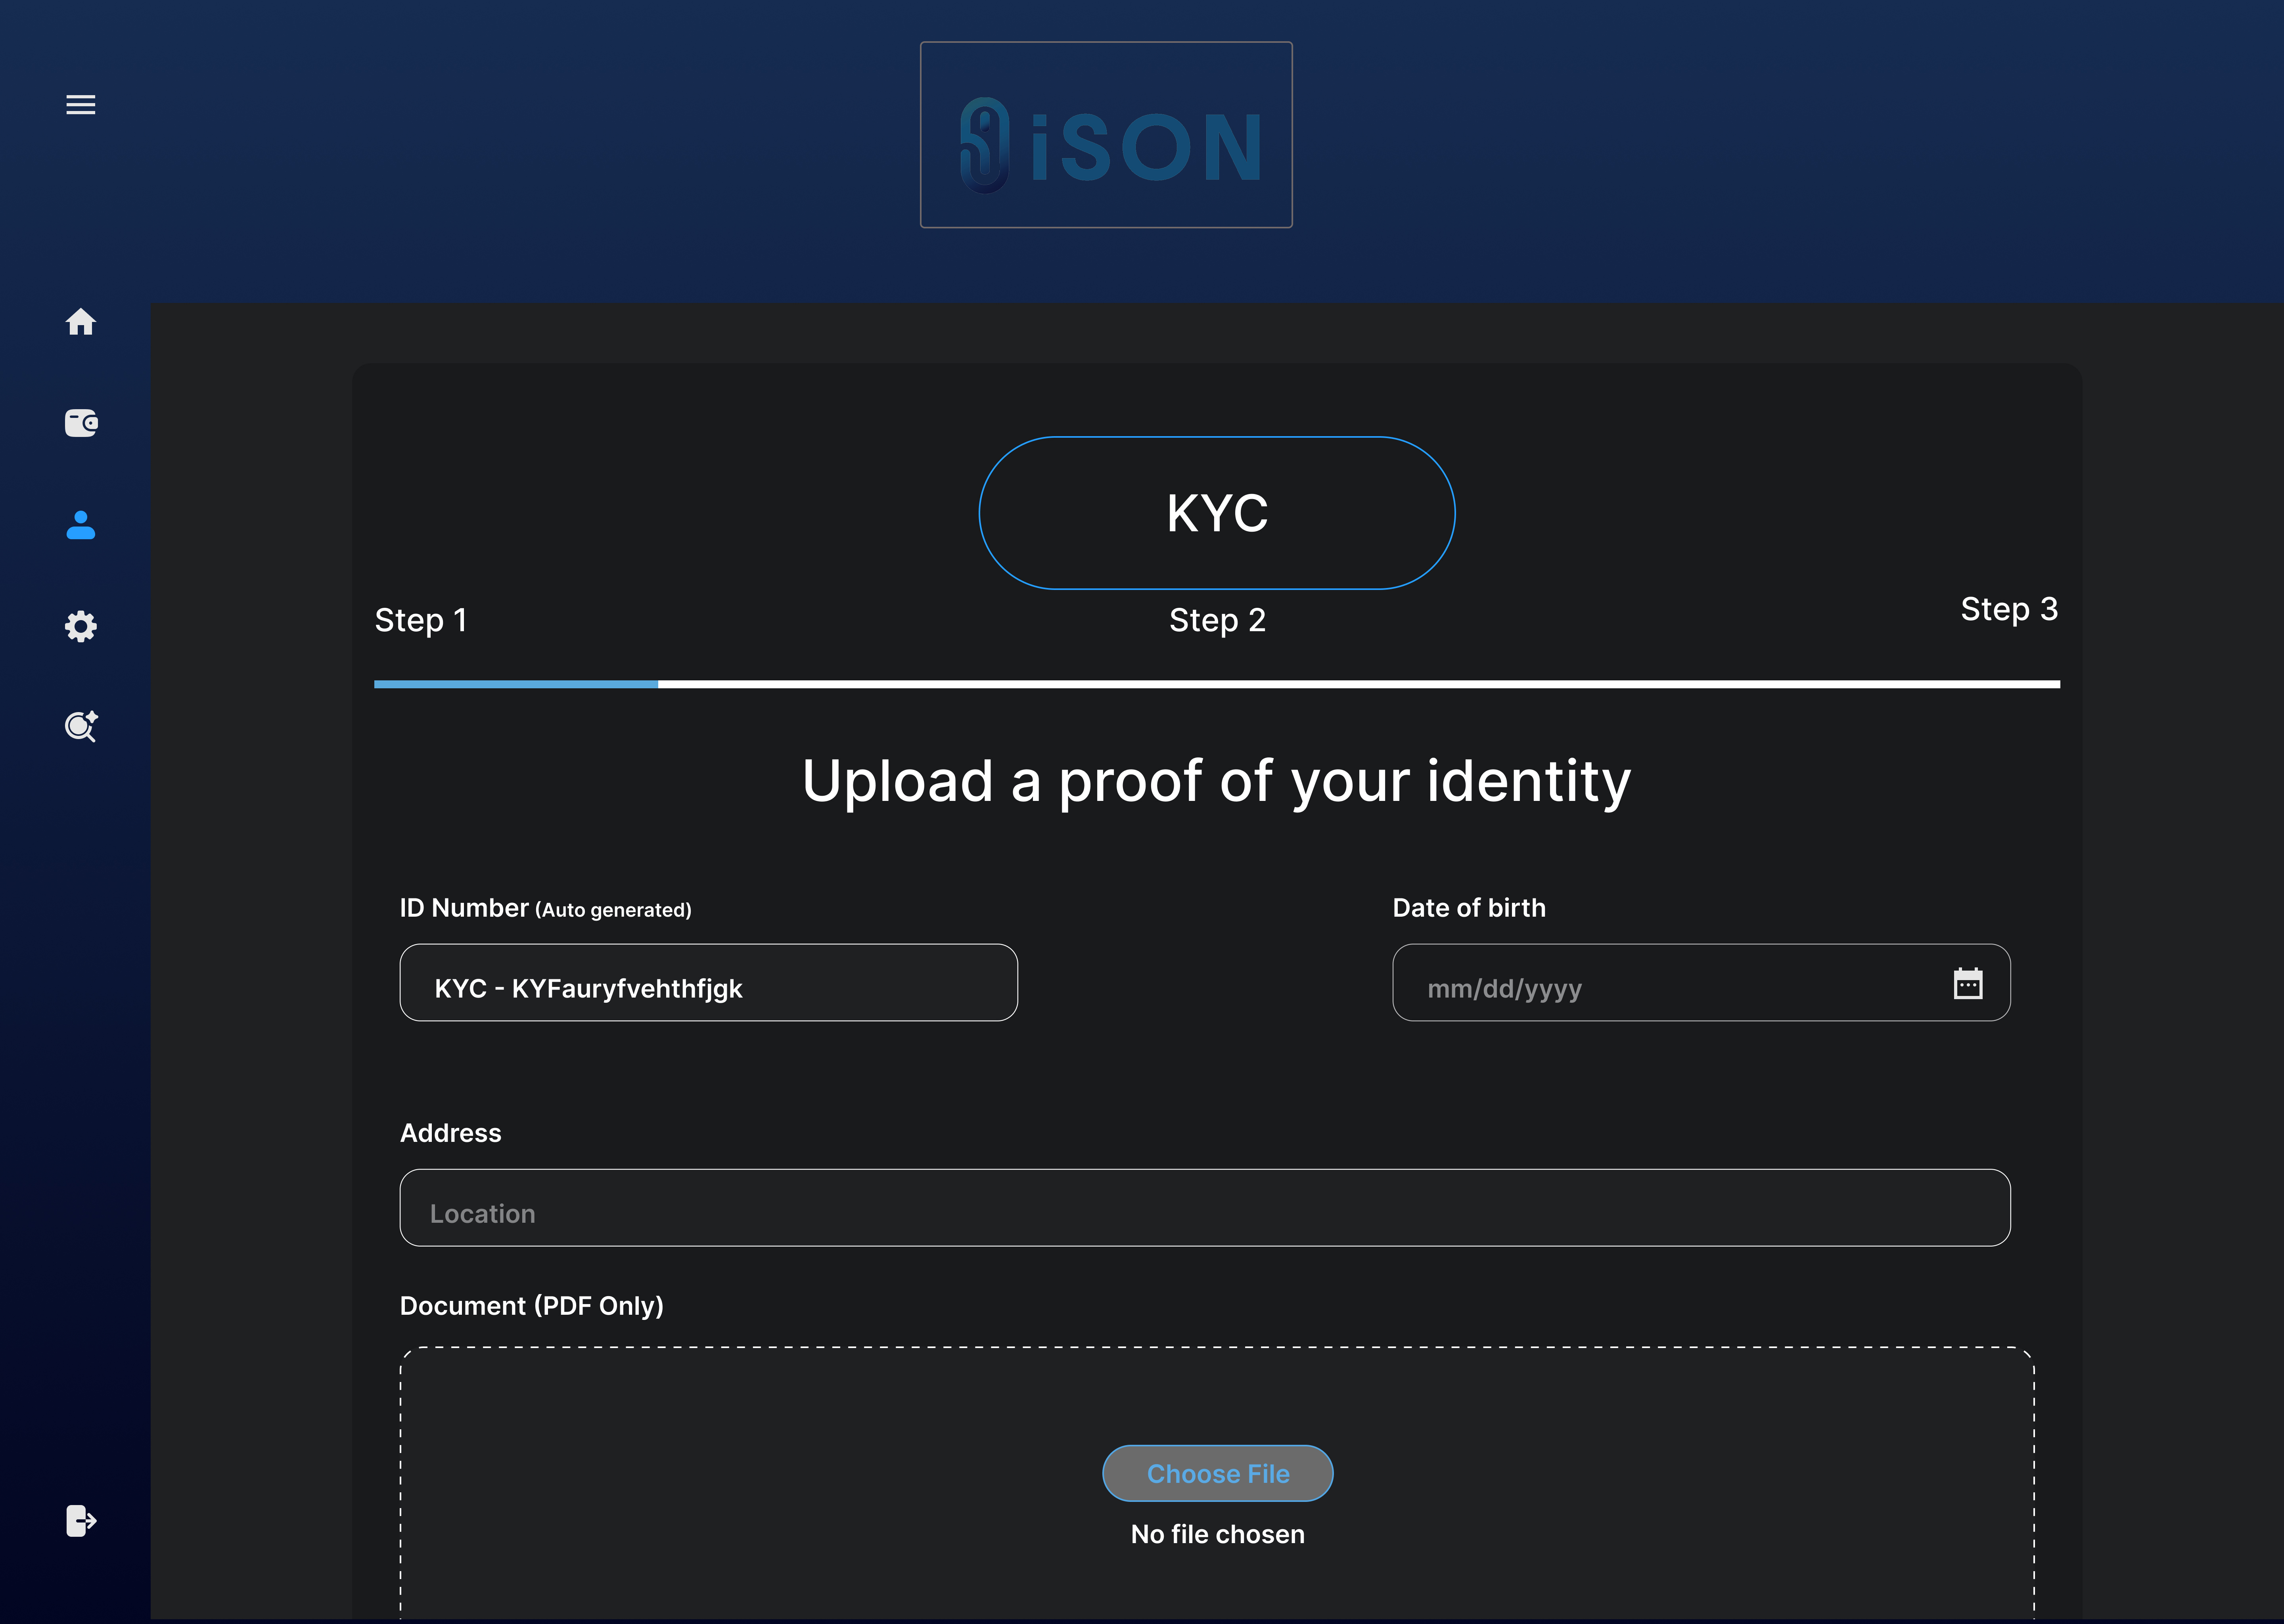 iSON
KYC
Step 1
Step 2
Step 3
Upload a proof of your identity
ID Number (Auto generated)
Date of birth
KYC - KYFauryfvehthfjgk
mm/dd/yyyy
Address
Location
Document (PDF Only)
Choose File
No file chosen